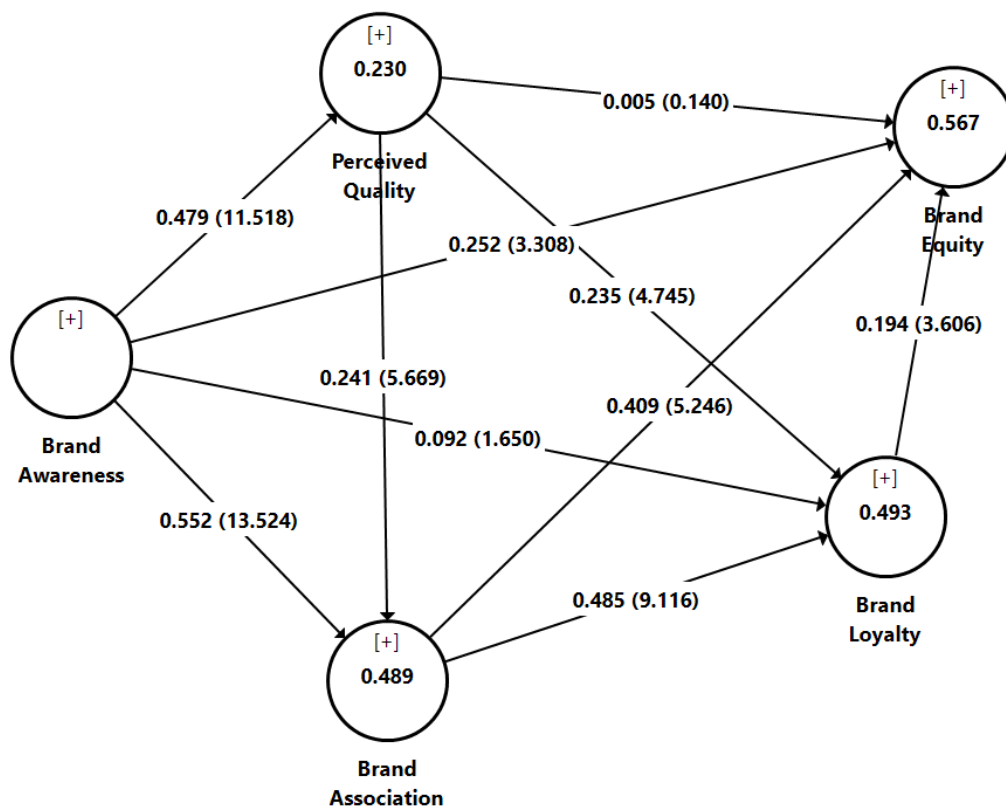 [+]
0.230
Perceived
Quality
[+]
0.567
Brand
Equity
0.005 (0.140)
0.479 (11.518)
0.252 (3.308)
0.235 (4.745)
0.194 (3.606)
[+]
Brand
Awareness
0.241 (5.669)
0.409 (5.246)
0.092 (1.650)
0.552 (13.524)
[+]
0.493
Brand
Loyalty
0.485 (9.116)
[+]
0.489
Brand
Association